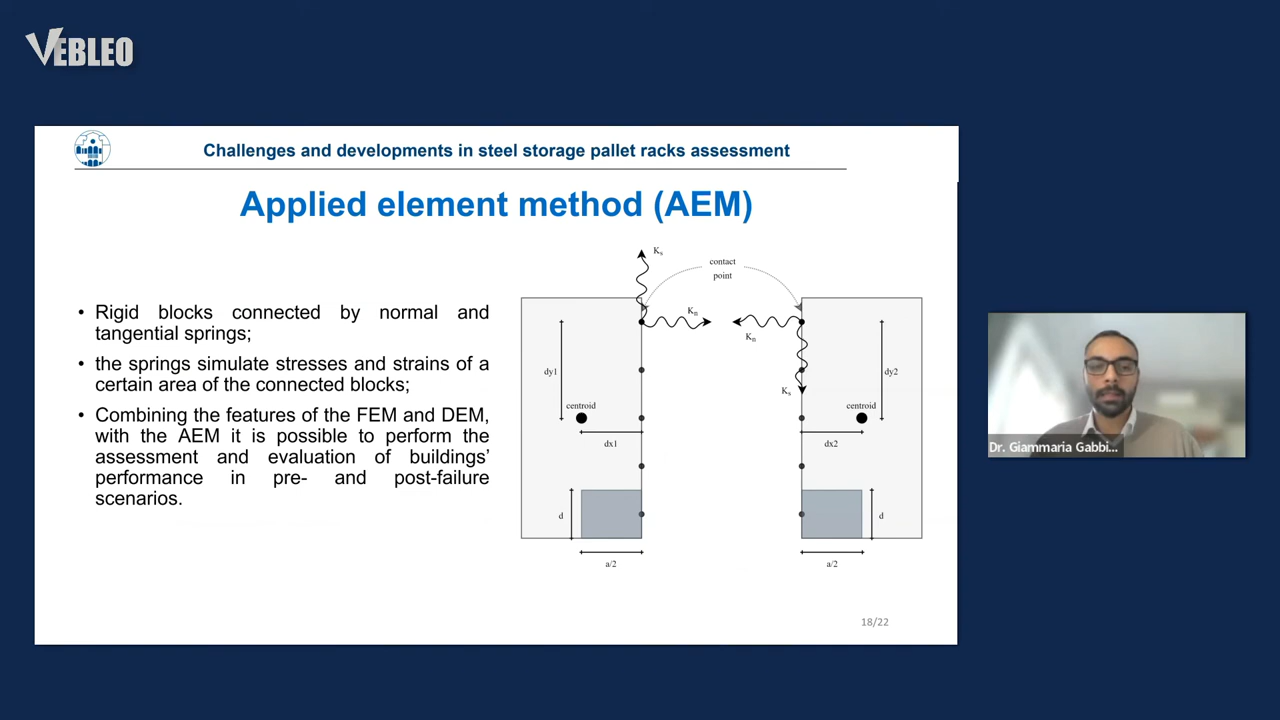 VEBLEO
Challenges and developments in steel storage pallet racks assessment
Applied element method (AEM)
• Rigid blocks connected by normal and
tangential springs;
• the springs simulate stresses and strains of a
certain area of the connected blocks;
• Combining the features of the FEM and DEM,
with the AEM it is possible to perform the
assessment and evaluation of buildings'
performance in pre- and post-failure
scenarios.
Ks
contact
point
Kn
Kn
dy1
Ks
dy2
centroid
centroid
dx1
dx2
d
d
a/2
a/2
18/22
Dr. Giammaria Gabbi...